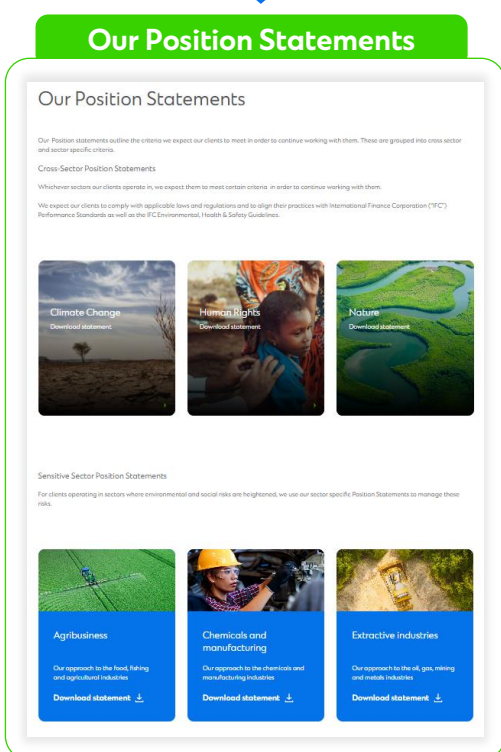 Our Position Statements
Our Position Statements
Our Position statements outline the criteria we expect our clients to meet in order to continue working with them. These are grouped into cross sector
and sector specific criteria.
Cross-Sector Position Statements
Whichever sectors our clients operate in, we expect them to meet certain criteria in order to continue working with them.
We expect our clients to comply with applicable laws and regulations and to align their practices with International Finance Corporation ("IFC")
Performance Standards as well as the IFC Environmental, Health & Safety Guidelines.
Climate Change
Download statement
Human Rights
Download statement
Nature
Download statement
Sensitive Sector Position Statements
For clients operating in sectors where environmental and social risks are heightened, we use our sector specific Position Statements to manage these
risks.
Agribusiness
Our approach to the food, fishing
and agricultural industries
Download statement
Chemicals and
manufacturing
Our approach to the chemicals and
manufacturing industries
Download statement
Extractive industries
Our approach to the oil, gas, mining
and metals industries
Download statement